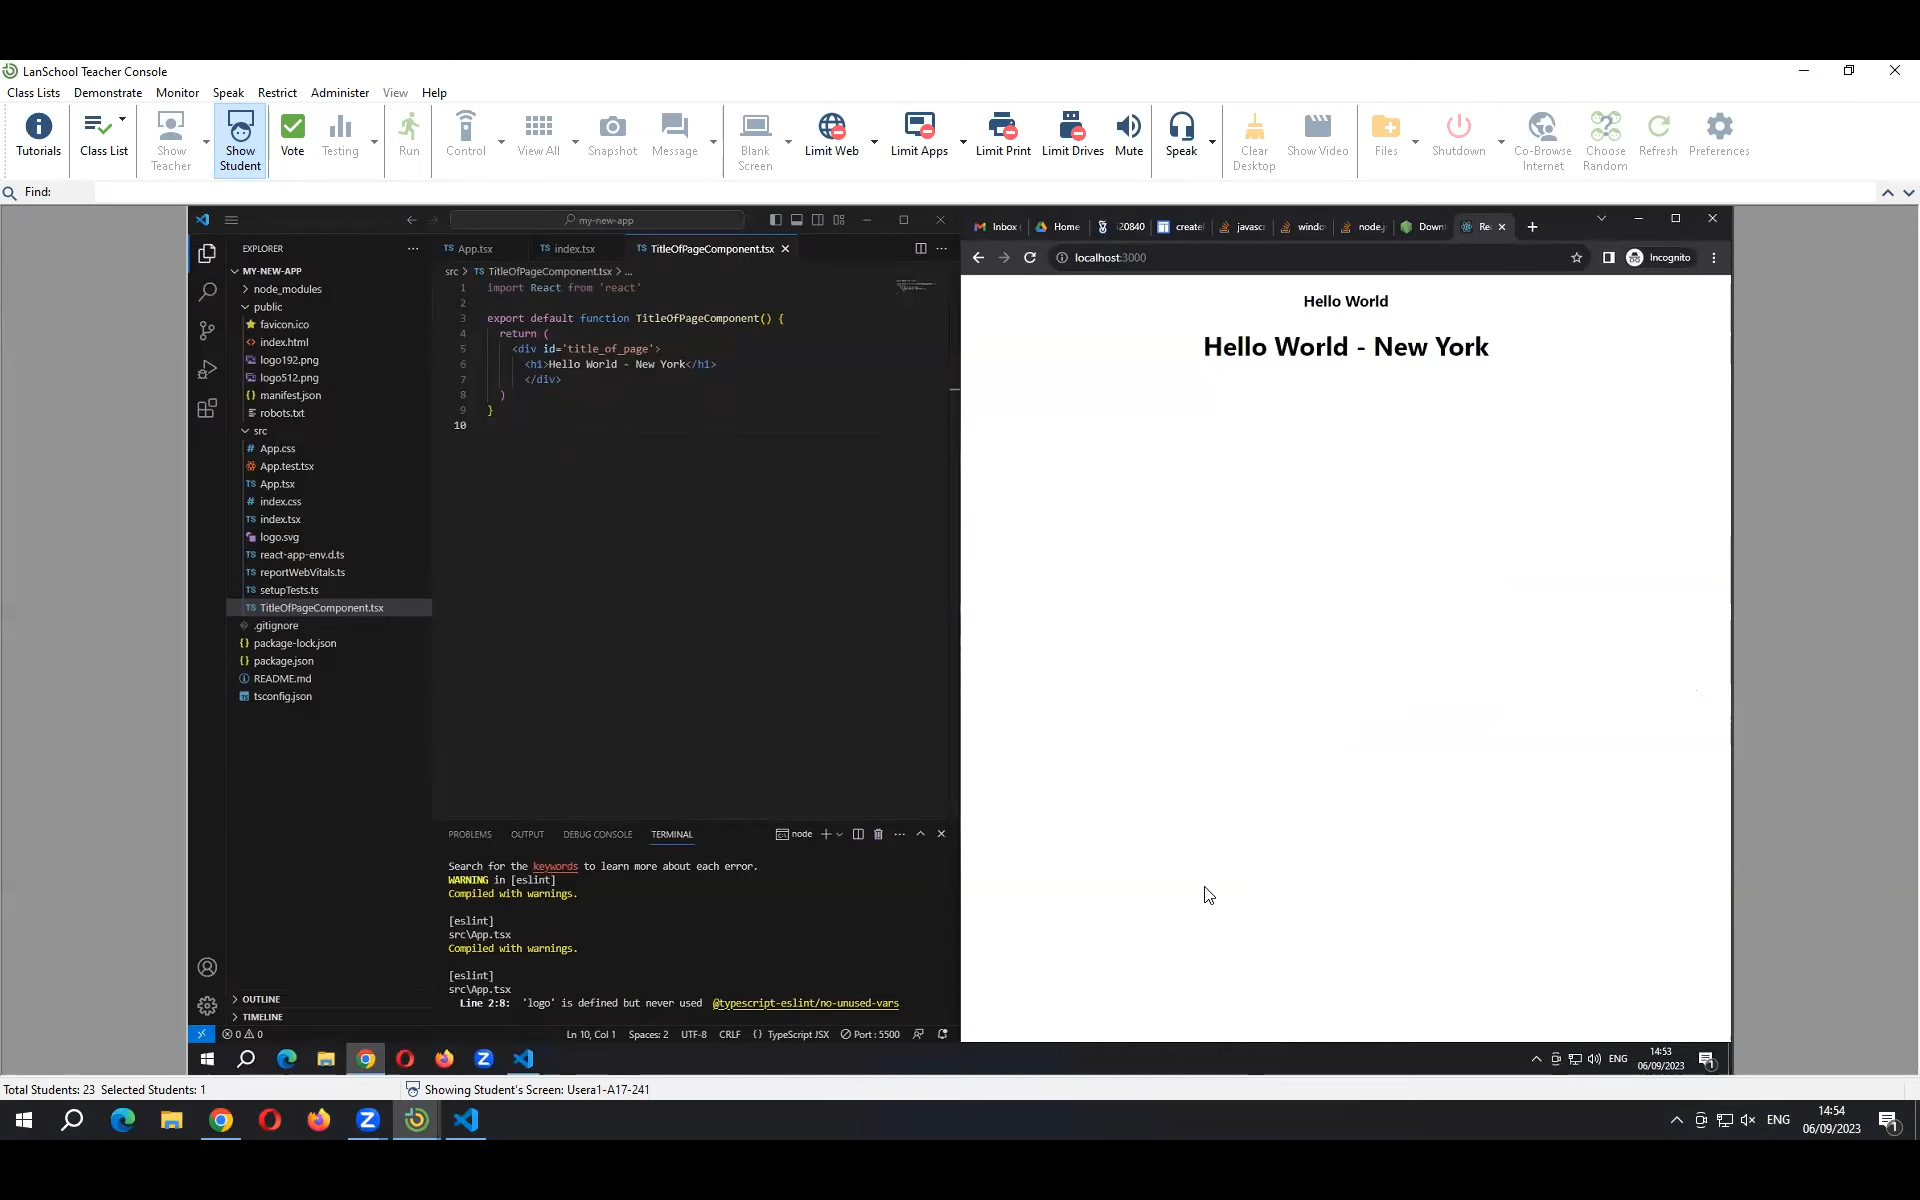 LanSchool Teacher Console
Class Lists Demonstrate Monitor Speak Restrict Administer View Help
Tutorials Class List Show Teacher Show Student Vote Testing Run Control View All Snapshot Message Blank Screen Limit Web Limit Apps Limit Print Limit Drives Mute Speak Clear Desktop Show Video Files Shutdown Co-Browse Internet Choose Random Refresh Preferences
Find:
my-new-app
EXPLORER
MY-NEW-APP
node_modules
public
favicon.ico
index.html
logo192.png
logo512.png
manifest.json
robots.txt
src
App.css
App.test.tsx
App.tsx
index.css
index.tsx
logo.svg
react-app-env.d.ts
reportWebVitals.ts
setupTests.ts
TitleOfPageComponent.tsx
.gitignore
package-lock.json
package.json
README.md
tsconfig.json
OUTLINE
TIMELINE
App.tsx index.tsx TitleOfPageComponent.tsx
src > TS TitleOfPageComponent.tsx > ...
1 import React from 'react'
2
3 export default function TitleOfPageComponent() {
4 return (
5 <div id='title_of_page'>
6 <h1>Hello World - New York</h1>
7 </div>
8 )
9 }
10
PROBLEMS OUTPUT DEBUG CONSOLE TERMINAL node
Search for the keywords to learn more about each error.
WARNING in [eslint]
Compiled with warnings.
[eslint]
src\App.tsx
Compiled with warnings.
[eslint]
src\App.tsx
Line 2:8: 'logo' is defined but never used @typescript-eslint/no-unused-vars
0 0 Ln 10, Col 1 Spaces: 2 UTF-8 CRLF {} TypeScript JSX Port : 5500
Inbox Home 20840 create javasc windo node.j Down Re
localhost:3000 Incognito
Hello World
Hello World - New York
ENG 14:53
06/09/2023
Total Students: 23 Selected Students: 1 Showing Student's Screen: Usera1-A17-241
ENG 14:54
06/09/2023